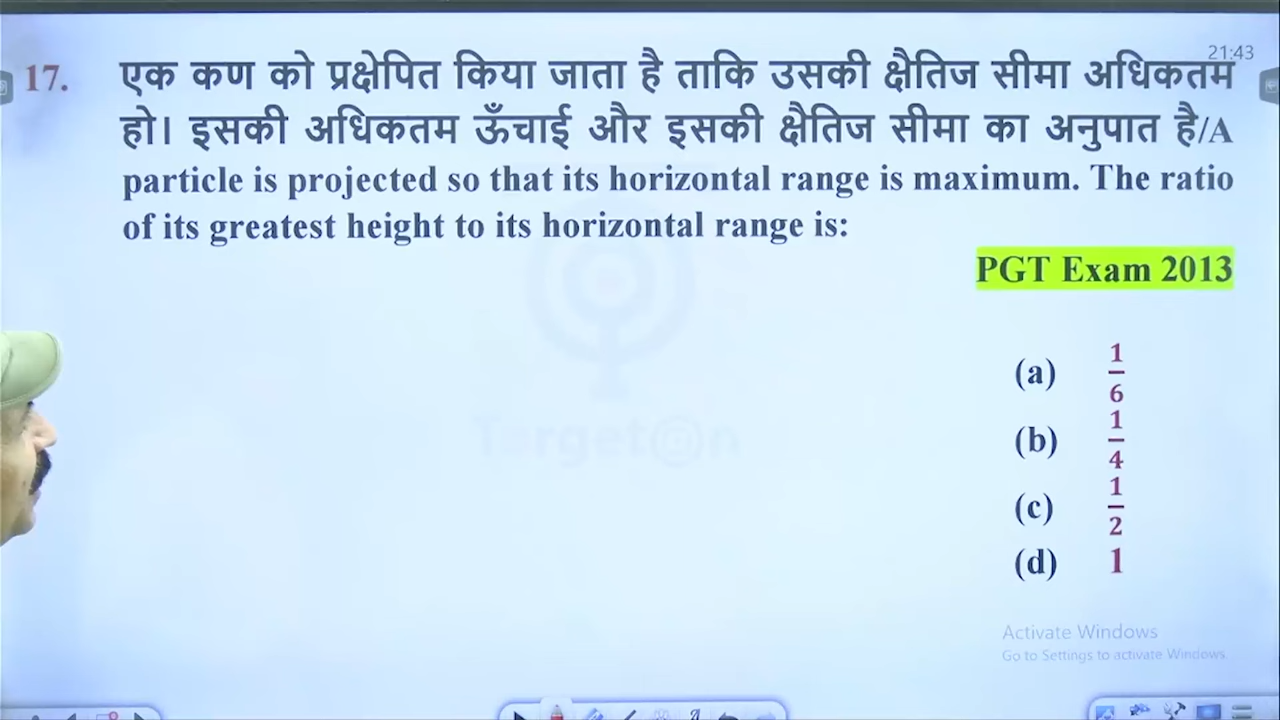 21:43
17. एक कण को प्रक्षेपित किया जाता है ताकि उसकी क्षैतिज सीमा अधिकतम
हो। इसकी अधिकतम ऊँचाई और इसकी क्षैतिज सीमा का अनुपात है/A
particle is projected so that its horizontal range is maximum. The ratio
of its greatest height to its horizontal range is:
PGT Exam 2013
Target@n
(a) 1/6
(b) 1/4
(c) 1/2
(d) 1
Activate Windows
Go to Settings to activate Windows.